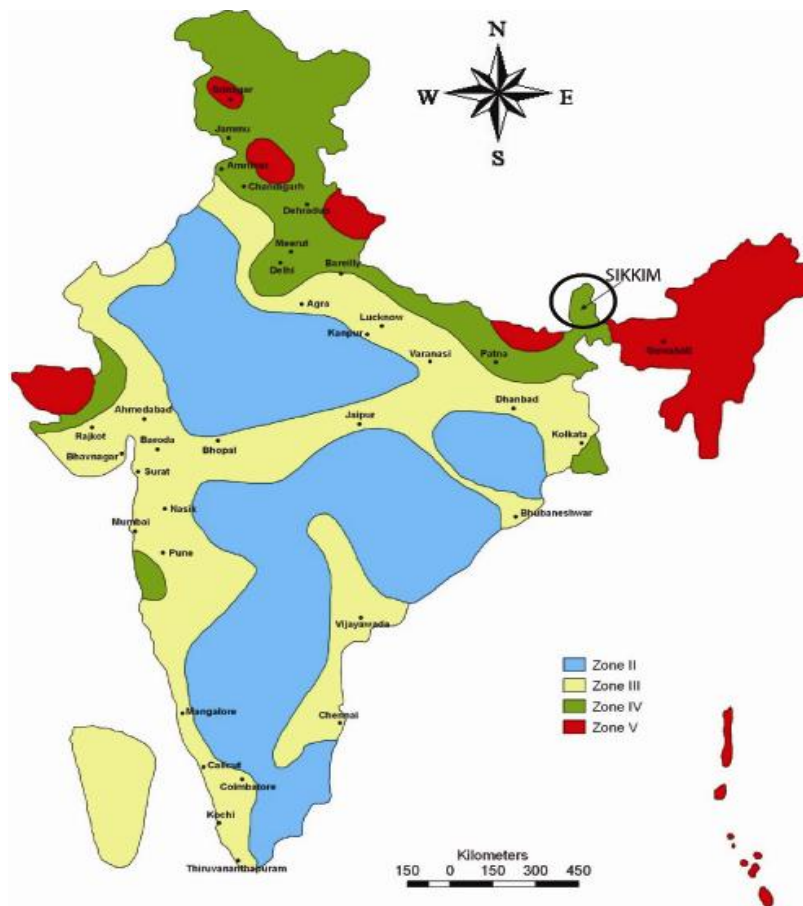 N
W
E
S
Srinagar
Jammu
Amritsar
Chandigarh
Dehradun
Meerut
Delhi
Bareilly
SIKKIM
Agra
Lucknow
Kanpur
Varanasi
Patna
Guwahati
Dhanbad
Ahmedabad
Jaipur
Rajkot
Baroda
Bhopal
Kolkata
Bhavnagar
Surat
Nasik
Bhubaneshwar
Mumbai
Pune
Vijayawada
Zone II
Zone III
Zone IV
Zone V
Mangalore
Chennai
Calicut
Coimbatore
Kochi
Thiruvananthapuram
Kilometers
150 0 150 300 450